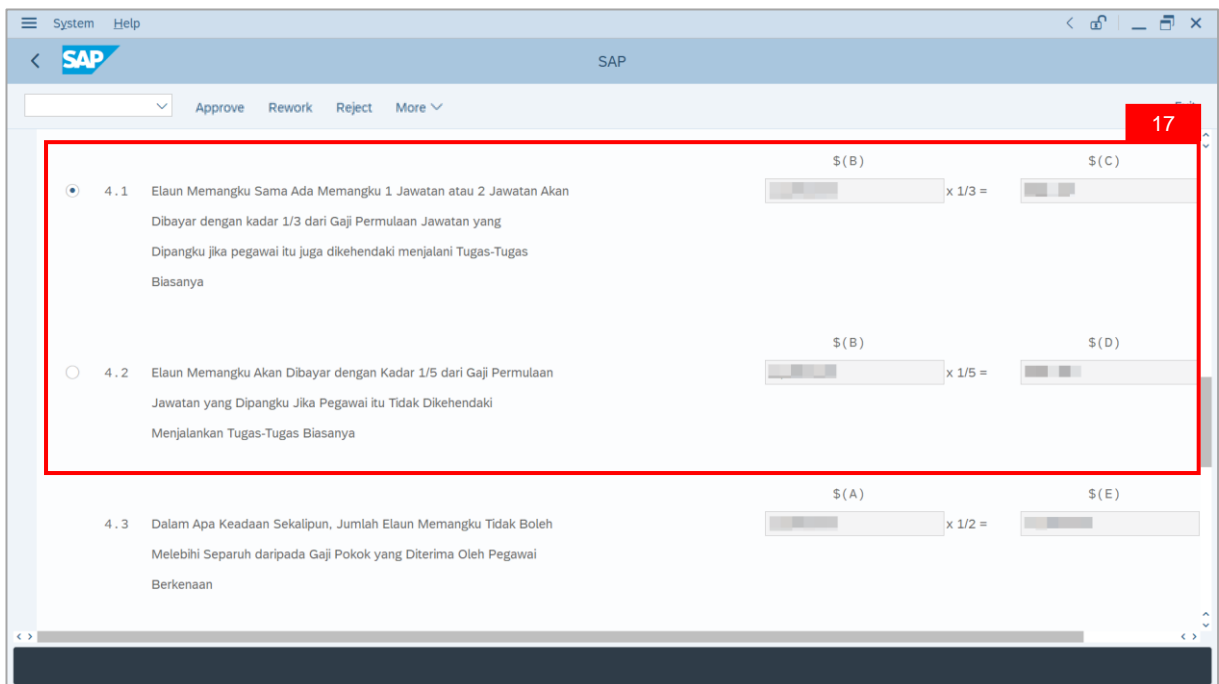 System Help
SAP SAP
Approve Rework Reject More
17
$(B) $(C)
4.1 Elaun Memangku Sama Ada Memangku 1 Jawatan atau 2 Jawatan Akan x 1/3 =
Dibayar dengan kadar 1/3 dari Gaji Permulaan Jawatan yang
Dipangku jika pegawai itu juga dikehendaki menjalani Tugas-Tugas
Biasanya
$(B) $(D)
4.2 Elaun Memangku Akan Dibayar dengan Kadar 1/5 dari Gaji Permulaan x 1/5 =
Jawatan yang Dipangku Jika Pegawai itu Tidak Dikehendaki
Menjalankan Tugas-Tugas Biasanya
$(A) $(E)
4.3 Dalam Apa Keadaan Sekalipun, Jumlah Elaun Memangku Tidak Boleh x 1/2 =
Melebihi Separuh daripada Gaji Pokok yang Diterima Oleh Pegawai
Berkenaan